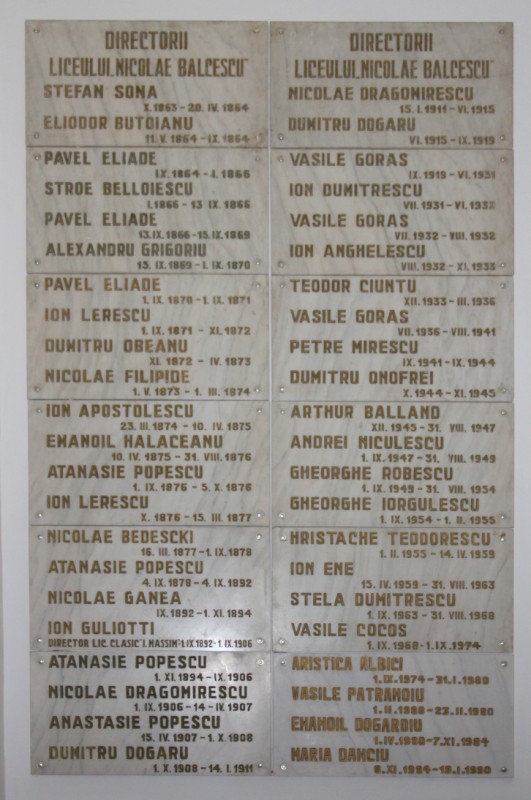 DIRECTORII
LICEULUI„NICOLAE BALCESCU"
STEFAN SONA
X.1863-20. IV. 1864
ELIODOR BUTOIANU
11. V. 1864 -IX. 1864
PAVEL ELIADE
IX. 1864 - I. 1866
STROE BELLOIESCU
I.1866 - 13 IX. 1866
PAVEL ELIADE
13.IX.1866-15.IX.1869
ALEXANDRU GRIGORIU
13. IX. 1869 - I. IX. 1870
PAVEL ELIADE
1. IX. 1870 - 1. IX. 1871
ION LERESCU
1. IX. 1871 - XI. 1872
DUMITRU OBEANU
XI. 1872 - IV. 1873
NICOLAE FILIPIDE
1. V. 1873 - 1. III. 1874
ION APOSTOLESCU
23. III. 1874 - 10. IV. 1875
EMANOIL HALACEANU
10. IV. 1875 - 31. VIII. 1876
ATANASIE POPESCU
1. IX. 1876 - 5. X. 1876
ION LERESCU
X. 1876 - 15. III. 1877
NICOLAE BEDESCKI
16. III. 1877-1. IX. 1878
ATANASIE POPESCU
4. IX. 1878 - 4. IX. 1892
NICOLAE GANEA
IX. 1892 - 1. XI. 1894
ION GULIOTTI
DIRECTOR LIC. CLASIC "I. MASSIM" 1. IX. 1892 - 1. IX. 1906
ATANASIE POPESCU
1. XI. 1894 - IX. 1906
NICOLAE DRAGOMIRESCU
1. IX. 1906 - 14 - IV. 1907
ANASTASIE POPESCU
15. IV. 1907 - 1. X. 1908
DUMITRU DOGARU
1. X. 1908 - 14. I. 1911
DIRECTORII
LICEULUI„NICOLAE BALCESCU"
NICOLAE DRAGOMIRESCU
15. I. 1911 - VI. 1915
DUMITRU DOGARU
VI. 1915 - IX. 1919
VASILE GORAS
IX. 1919 - VI. 1931
ION DUMITRESCU
VII. 1931 - VI. 1932
VASILE GORAS
VII. 1932 - VIII. 1932
ION ANGHELESCU
VIII. 1932 - XI. 1933
TEODOR CIUNTU
XII. 1933 - III. 1936
VASILE GORAS
VII. 1936 - VIII. 1941
PETRE MIRESCU
IX. 1941 - IX. 1944
DUMITRU ONOFREI
X. 1944 - XI. 1945
ARTHUR BALLAND
XII. 1945 - 31. VIII. 1947
ANDREI NICULESCU
1. IX. 1947 - 31. VIII. 1949
GHEORGHE ROBESCU
1. IX. 1949 - 31. VIII. 1954
GHEORGHE IORGULESCU
1. IX. 1954 - 1. II. 1955
HRISTACHE TEODORESCU
1. II. 1955 - 14. IV. 1959
ION ENE
15. IV. 1959 - 31. VIII. 1963
STELA DUMITRESCU
1. IX. 1963 - 31. VIII. 1968
VASILE COCOS
1. IX. 1968 - 1. IX. 1974
ARISTICA ALBICI
1. IX. 1974 - 31. I. 1980
VASILE PATRAHOIU
1. II. 1980 - 22. II. 1980
EMANOIL DOGAROIU
1. IV. 1980 - 7. XI. 1984
MARIA DANCIU
8. XI. 1984 - 18. I. 1990